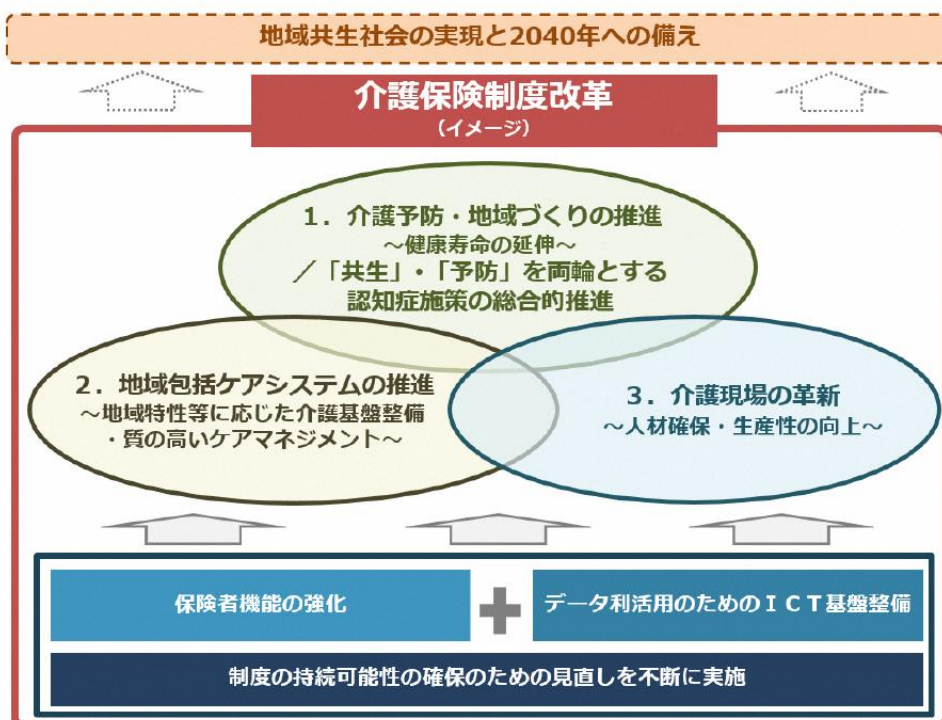 地域共生社会の実現と2040年への備え
介護保険制度改革
（イメージ）
１．介護予防・地域づくりの推進
～健康寿命の延伸～
／「共生」・「予防」を両輪とする
認知症施策の総合的推進
２．地域包括ケアシステムの推進
～地域特性等に応じた介護基盤整備
・質の高いケアマネジメント～
３．介護現場の革新
～人材確保・生産性の向上～
保険者機能の強化
データ利活用のためのＩＣＴ基盤整備
制度の持続可能性の確保のための見直しを不断に実施